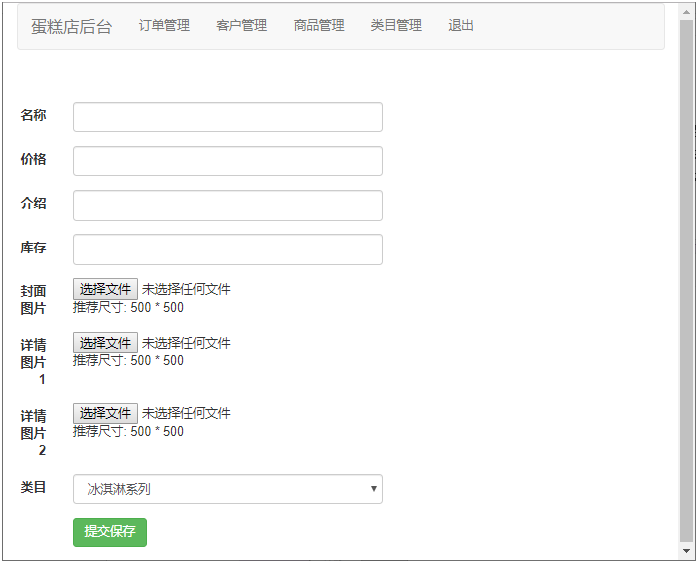 蛋糕店后台 订单管理 客户管理 商品管理 类目管理 退出
名称
价格
介绍
库存
封面
图片
选择文件 未选择任何文件
推荐尺寸: 500 * 500
详情
图片
1
选择文件 未选择任何文件
推荐尺寸: 500 * 500
详情
图片
2
选择文件 未选择任何文件
推荐尺寸: 500 * 500
类目 冰淇淋系列
提交保存